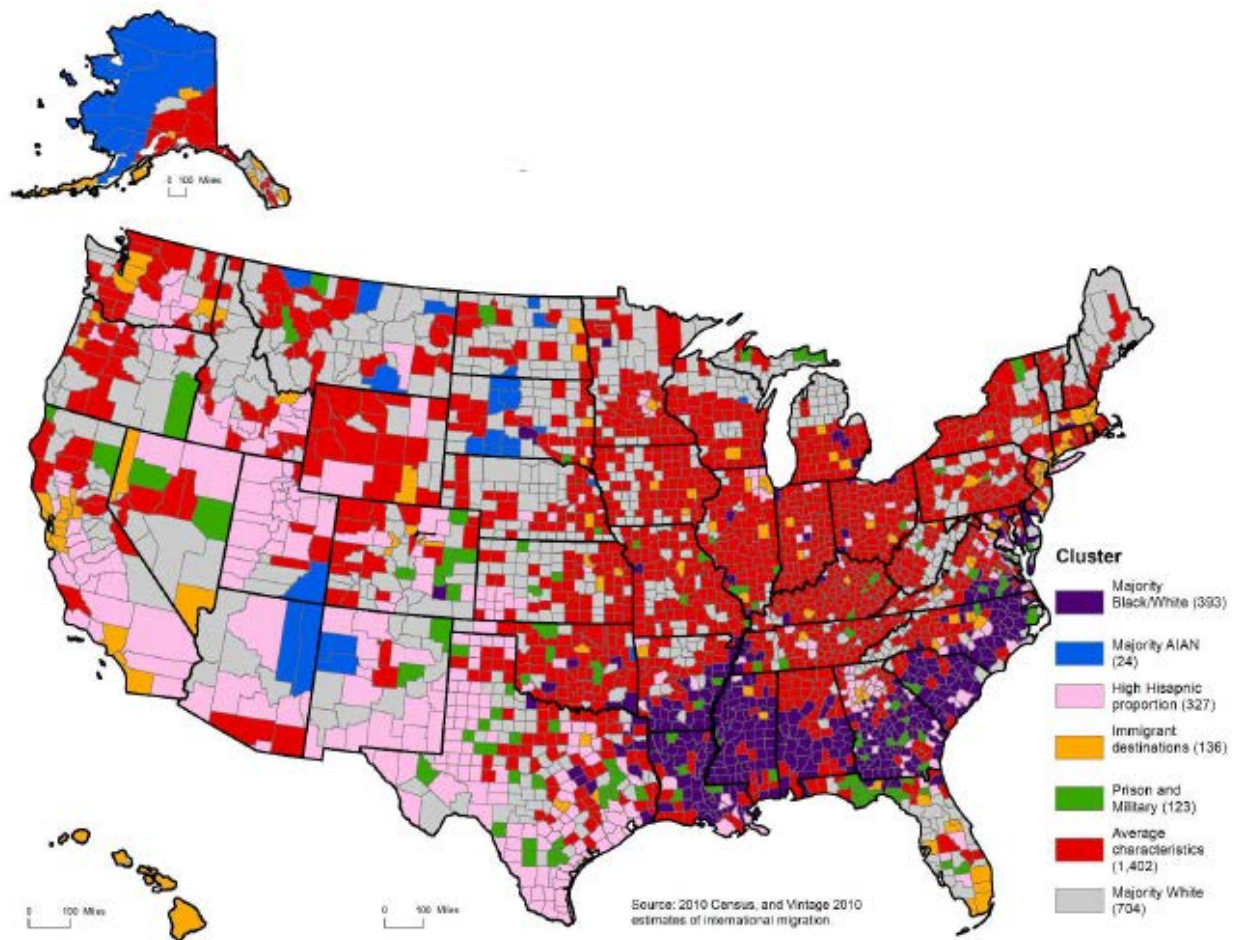 0 100 Miles
Cluster
Majority
Black/White (393)
Majority AIAN
(24)
High Hisapnic
proportion (327)
Immigrant
destinations (136)
Prison and
Military (123)
Average
characteristics
(1,402)
Majority White
(704)
0 100 Miles
0 100 Miles
Source: 2010 Census, and Vintage 2010
estimates of international migration.